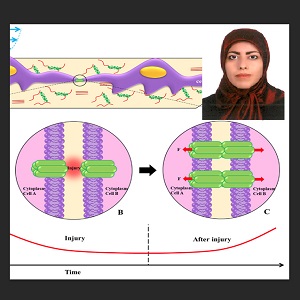 Injury
Cytoplasm
Cell A
Cytoplasm
Cell B
B
F
F
Cytoplasm
Cell A
Cytoplasm
Cell B
C
Injury
After injury
Time